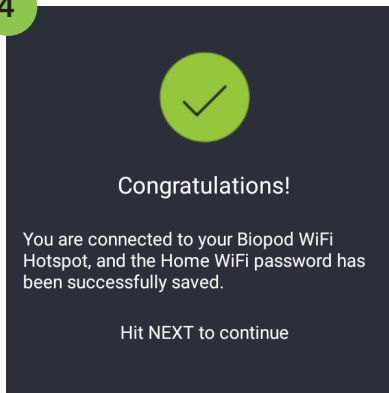 4
Congratulations!
You are connected to your Biopod WiFi
Hotspot, and the Home WiFi password has
been successfully saved.
Hit NEXT to continue